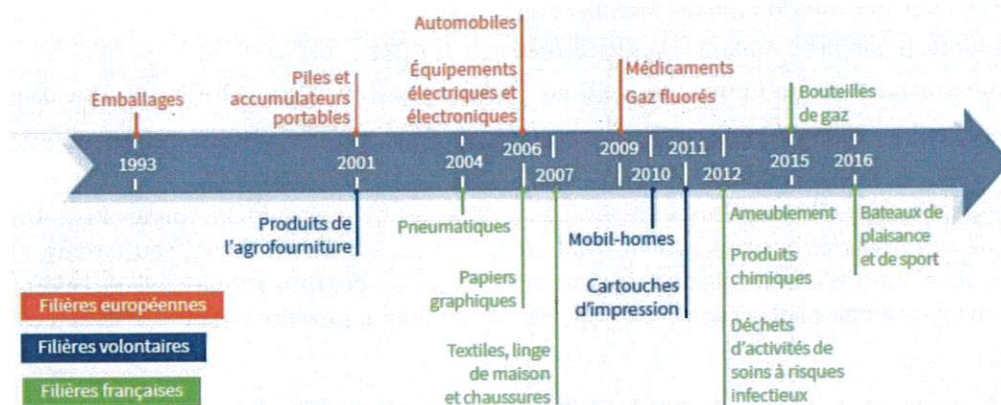 Automobiles
Emballages
Piles et
accumulateurs
portables
Équipements
électriques et
électroniques
Médicaments
Gaz fluorés
Bouteilles
de gaz
1993
2001
2004
2006
2007
2009
2010
2011
2012
2015
2016
Produits de
l'agrofourniture
Pneumatiques
Papiers
graphiques
Textiles, linge
de maison
et chaussures
Mobil-homes
Cartouches
d'impression
Ameublement
Produits
chimiques
Déchets
d'activités de
soins à risques
infectieux
Bateaux de
plaisance
et de sport
Filières européennes
Filières volontaires
Filières françaises